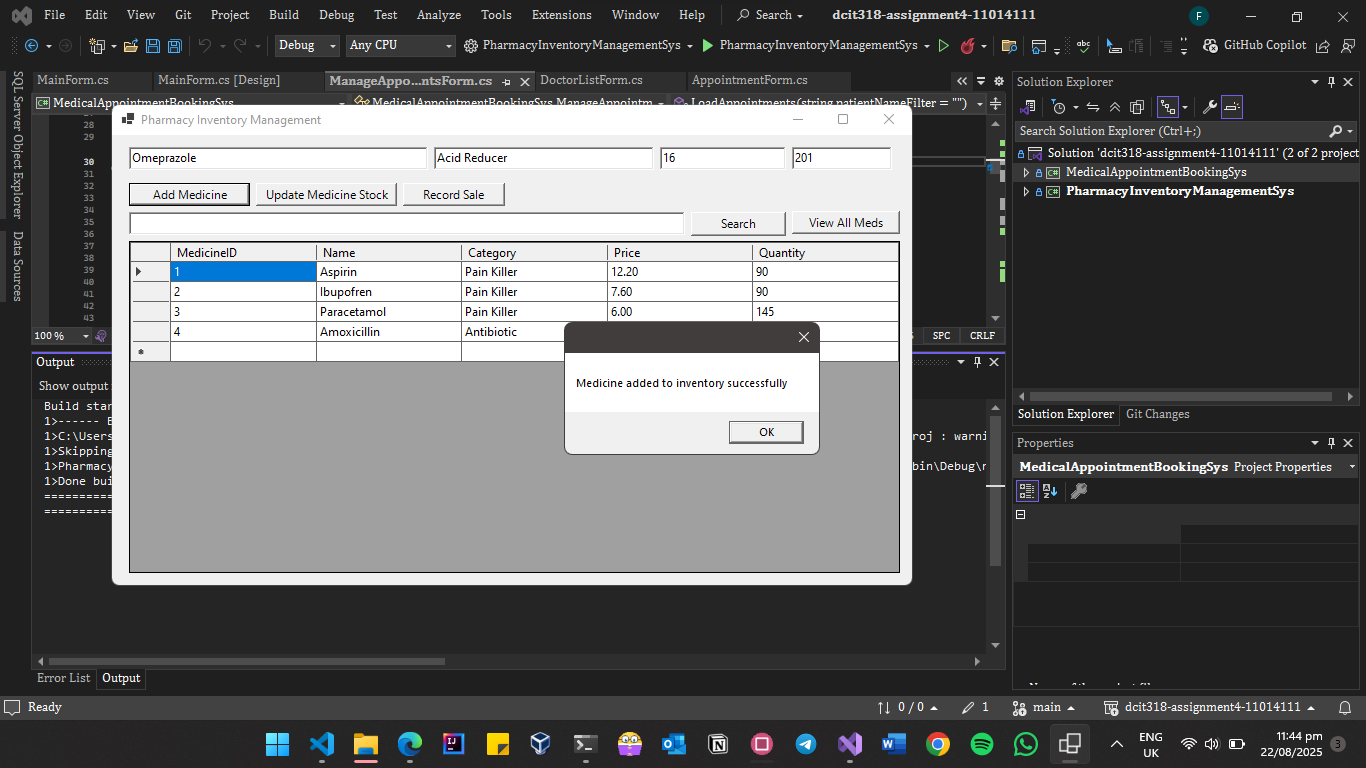 File Edit View Git Project Build Debug Test Analyze Tools Extensions Window Help Search dcit318-assignment4-11014111 F
Debug Any CPU PharmacyInventoryManagementSys PharmacyInventoryManagementSys GitHub Copilot
SQL Server Object Explorer
Data Sources
MainForm.cs MainForm.cs [Design] ManageAppo...ntsForm.cs DoctorListForm.cs AppointmentForm.cs
MedicalAppointmentBookingSys MedicalAppointmentBookingSys.ManageAppointm LoadAppointments(string patientNameFilter = "")
28
29
30
31
32
33
34
35
36
37
38
39
40
41
42
43
100 % SPC CRLF
Pharmacy Inventory Management
Omeprazole Acid Reducer 16 201
Add Medicine Update Medicine Stock Record Sale
Search View All Meds
MedicineID Name Category Price Quantity
1 Aspirin Pain Killer 12.20 90
2 Ibupofren Pain Killer 7.60 90
3 Paracetamol Pain Killer 6.00 145
4 Amoxicillin Antibiotic
*
Medicine added to inventory successfully
OK
Output
Show output
Build star
1>------ B
1>C:\Users roj : warni
1>Skipping
1>Pharmacy bin\Debug\n
1>Done bui
==========
==========
Error List Output
Solution Explorer
Search Solution Explorer (Ctrl+;)
Solution 'dcit318-assignment4-11014111' (2 of 2 project
MedicalAppointmentBookingSys
PharmacyInventoryManagementSys
Solution Explorer Git Changes
Properties
MedicalAppointmentBookingSys Project Properties
Ready 0 / 0 1 main dcit318-assignment4-11014111
ENG
UK
11:44 pm
22/08/2025
3